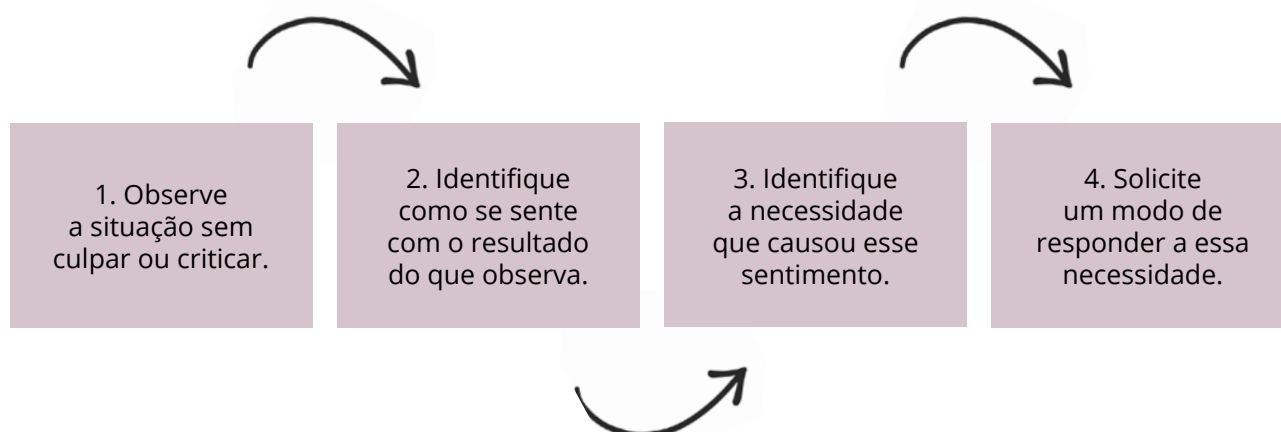 1. Observe
a situação sem
culpar ou criticar.
2. Identifique
como se sente
com o resultado
do que observa.
3. Identifique
a necessidade
que causou esse
sentimento.
4. Solicite
um modo de
responder a essa
necessidade.